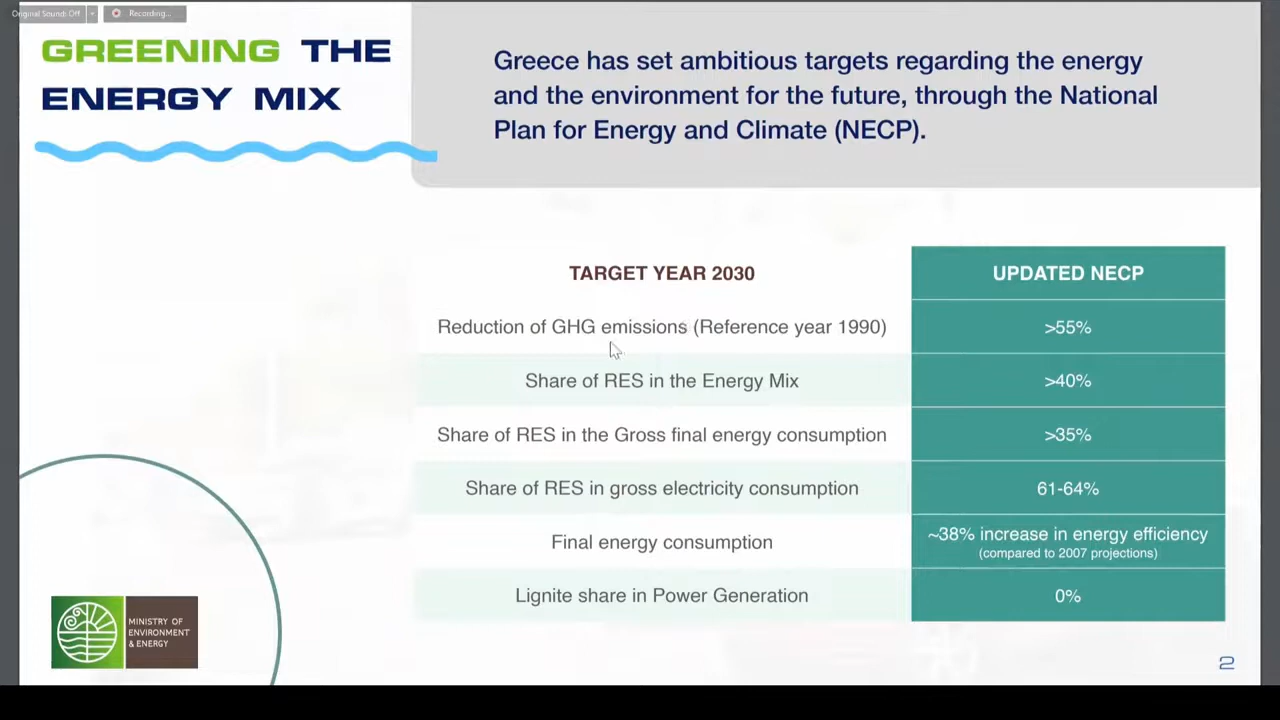 Original Sound: Off
Recording...
GREENING THE
ENERGY MIX
Greece has set ambitious targets regarding the energy
and the environment for the future, through the National
Plan for Energy and Climate (NECP).
TARGET YEAR 2030 UPDATED NECP
Reduction of GHG emissions (Reference year 1990) >55%
Share of RES in the Energy Mix >40%
Share of RES in the Gross final energy consumption >35%
Share of RES in gross electricity consumption 61-64%
Final energy consumption ~38% increase in energy efficiency
(compared to 2007 projections)
Lignite share in Power Generation 0%
MINISTRY OF
ENVIRONMENT
& ENERGY
2